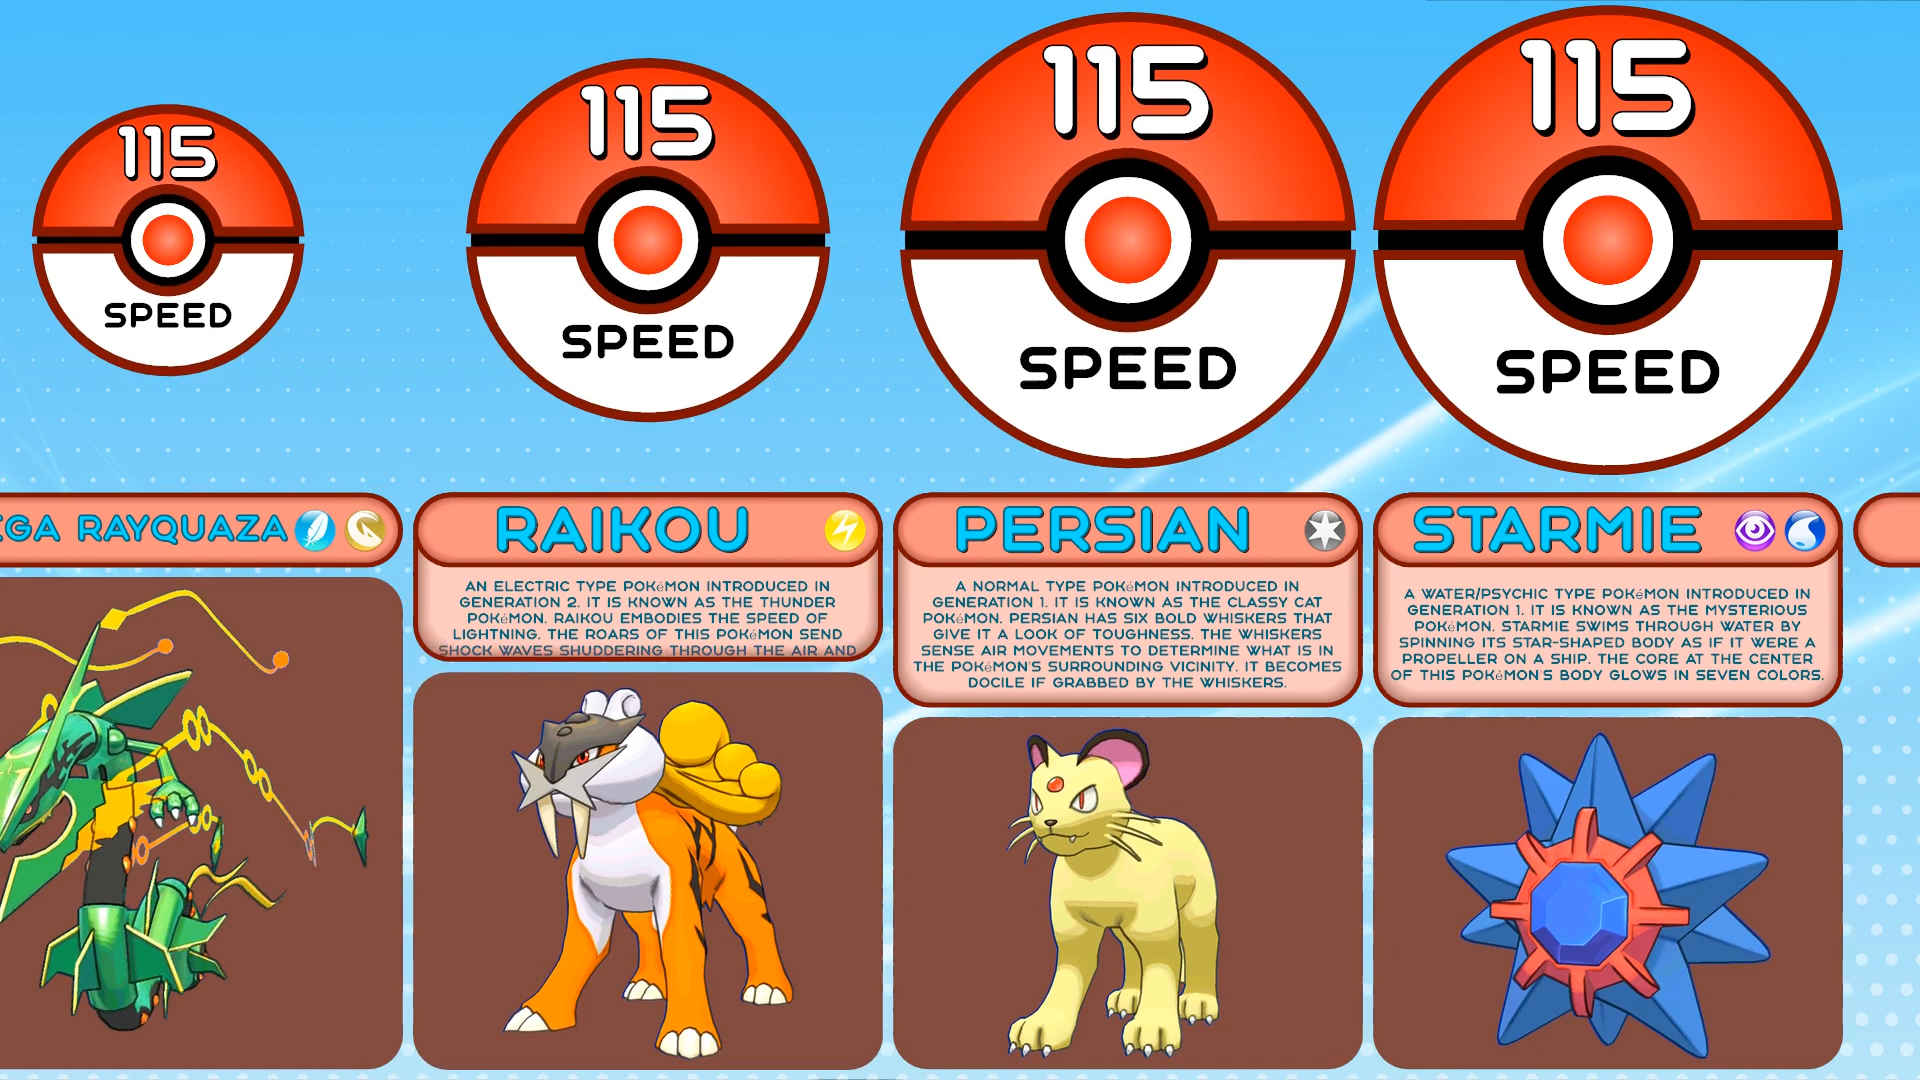 115
SPEED
115
SPEED
115
SPEED
115
SPEED
EGA RAYQUAZA
RAIKOU
AN ELECTRIC TYPE POKéMON INTRODUCED IN
GENERATION 2. IT IS KNOWN AS THE THUNDER
POKéMON. RAIKOU EMBODIES THE SPEED OF
LIGHTNING. THE ROARS OF THIS POKéMON SEND
SHOCK WAVES SHUDDERING THROUGH THE AIR AND
PERSIAN
A NORMAL TYPE POKéMON INTRODUCED IN
GENERATION 1. IT IS KNOWN AS THE CLASSY CAT
POKéMON. PERSIAN HAS SIX BOLD WHISKERS THAT
GIVE IT A LOOK OF TOUGHNESS. THE WHISKERS
SENSE AIR MOVEMENTS TO DETERMINE WHAT IS IN
THE POKéMON'S SURROUNDING VICINITY. IT BECOMES
DOCILE IF GRABBED BY THE WHISKERS.
STARMIE
A WATER/PSYCHIC TYPE POKéMON INTRODUCED IN
GENERATION 1. IT IS KNOWN AS THE MYSTERIOUS
POKéMON. STARMIE SWIMS THROUGH WATER BY
SPINNING ITS STAR-SHAPED BODY AS IF IT WERE A
PROPELLER ON A SHIP. THE CORE AT THE CENTER
OF THIS POKéMON'S BODY GLOWS IN SEVEN COLORS.